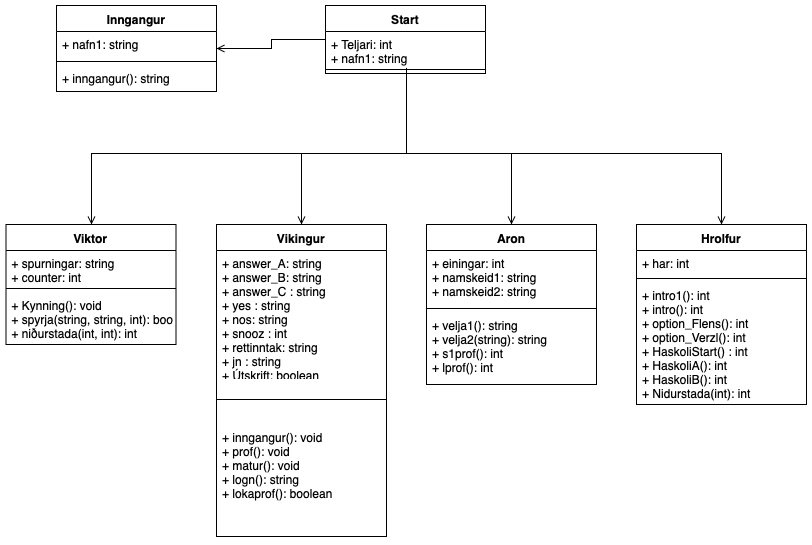 Inngangur
+ nafn1: string
+ inngangur(): string
Start
+ Teljari: int
+ nafn1: string
Viktor
+ spurningar: string
+ counter: int
+ Kynning(): void
+ spyrja(string, string, int): boo
+ niðurstada(int, int): int
Vikingur
+ answer_A: string
+ answer_B: string
+ answer_C : string
+ yes : string
+ nos: string
+ snooz : int
+ rettinntak: string
+ jn : string
+ Útskrift: boolean
+ inngangur(): void
+ prof(): void
+ matur(): void
+ logn(): string
+ lokaprof(): boolean
Aron
+ einingar: int
+ namskeid1: string
+ namskeid2: string
+ velja1(): string
+ velja2(string): string
+ s1prof(): int
+ lprof(): int
Hrolfur
+ har: int
+ intro1(): int
+ intro(): int
+ option_Flens(): int
+ option_Verzl(): int
+ HaskoliStart() : int
+ HaskoliA(): int
+ HaskoliB(): int
+ Nidurstada(int): int